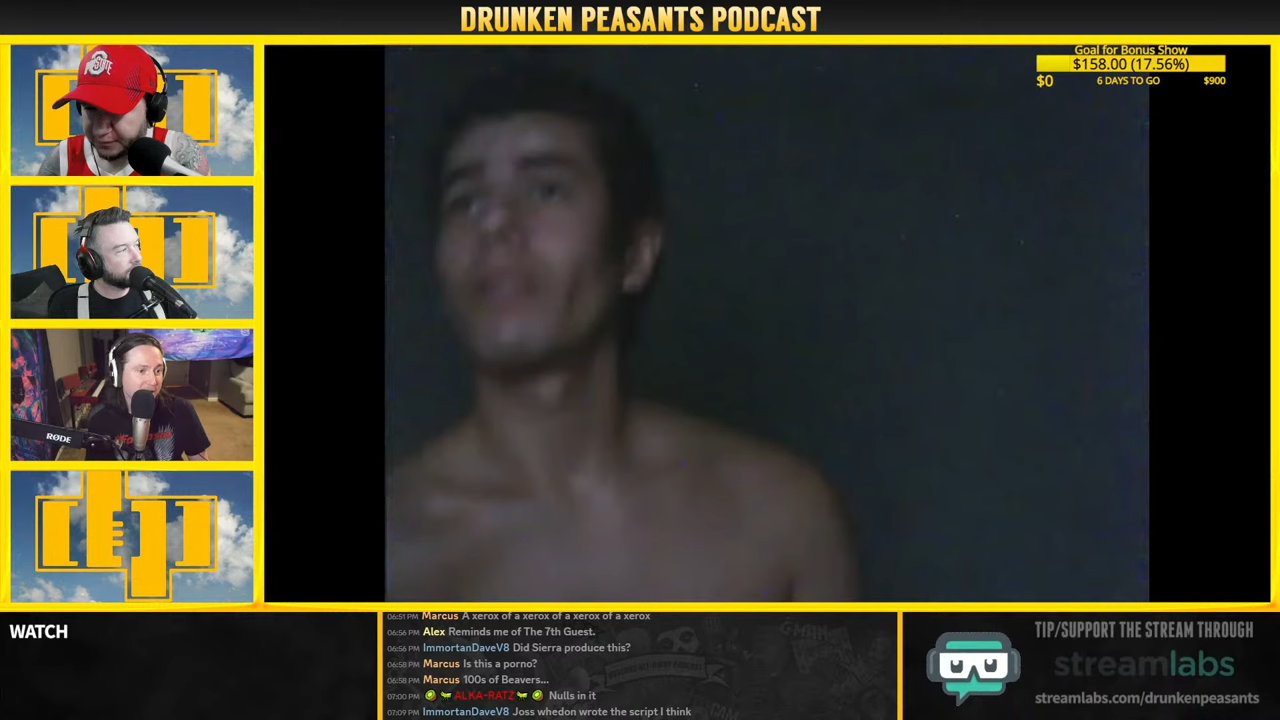 DRUNKEN PEASANTS PODCAST
Goal for Bonus Show
$158.00 (17.56%)
$0 6 DAYS TO GO $900
STATE
RØDE
06:51 PM Marcus A xerox of a xerox of a xerox of a xerox
06:56 PM Alex Reminds me of The 7th Guest.
06:56 PM ImmortanDaveV8 Did Sierra produce this?
06:58 PM Marcus Is this a porno?
06:58 PM Marcus 100s of Beavers...
07:00 PM ALKA-RATZ Nulls in it
07:09 PM ImmortanDaveV8 Joss whedon wrote the script I think
WATCH
TIP/SUPPORT THE STREAM THROUGH
streamlabs
streamlabs.com/drunkenpeasants